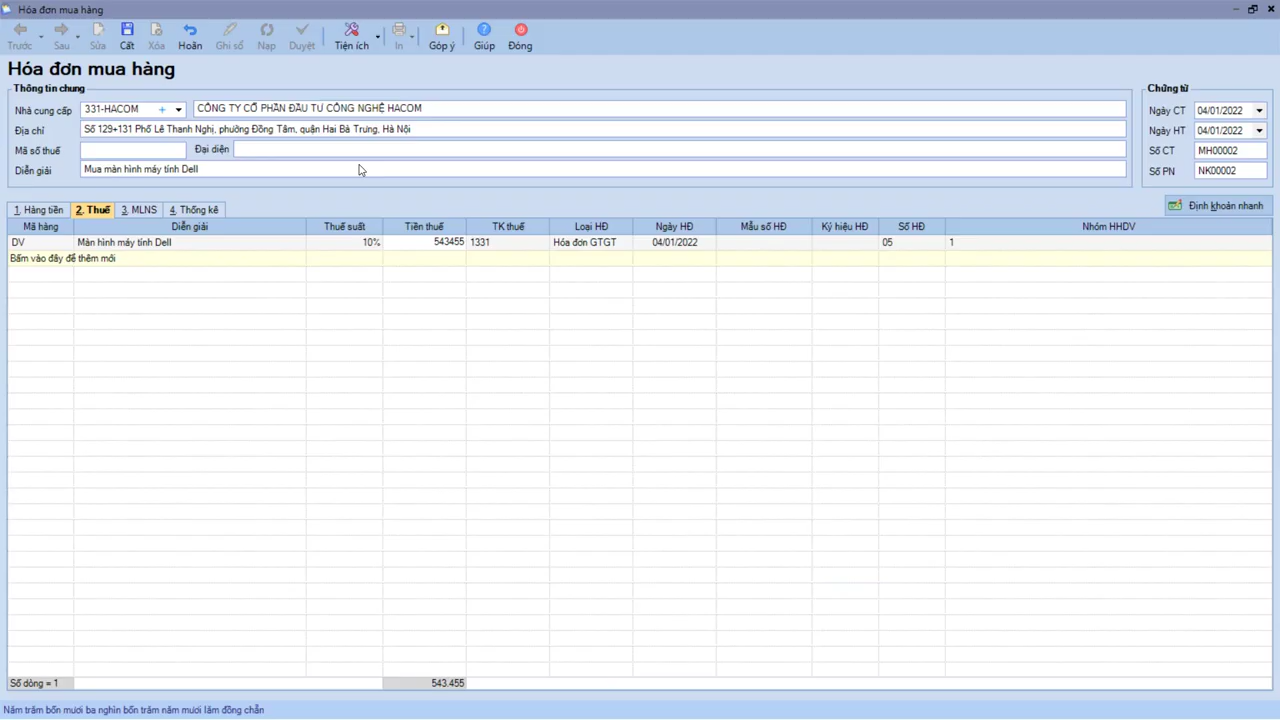 Hóa đơn mua hàng
Trước Sau Sửa Cất Xóa Hoãn Ghi sổ Nạp Duyệt Tiện ích In Góp ý Giúp Đóng
Hóa đơn mua hàng
Thông tin chung
Nhà cung cấp 331-HACOM CÔNG TY CỔ PHẦN ĐẦU TƯ CÔNG NGHỆ HACOM
Địa chỉ Số 129+131 Phố Lê Thanh Nghị, phường Đồng Tâm, quận Hai Bà Trưng, Hà Nội
Mã số thuế Đại diện
Diễn giải Mua màn hình máy tính Dell
Chứng từ
Ngày CT 04/01/2022
Ngày HT 04/01/2022
Số CT MH00002
Số PN NK00002
1. Hàng tiền 2. Thuế 3. MLNS 4. Thống kê Định khoản nhanh
Mã hàng Diễn giải Thuế suất Tiền thuế TK thuế Loại HĐ Ngày HĐ Mẫu số HĐ Ký hiệu HĐ Số HĐ Nhóm HHDV
DV Màn hình máy tính Dell 10% 543455 1331 Hóa đơn GTGT 04/01/2022 05 1
Bấm vào đây để thêm mới
Số dòng = 1 543.455
Năm trăm bốn mươi ba nghìn bốn trăm năm mươi lăm đồng chẵn